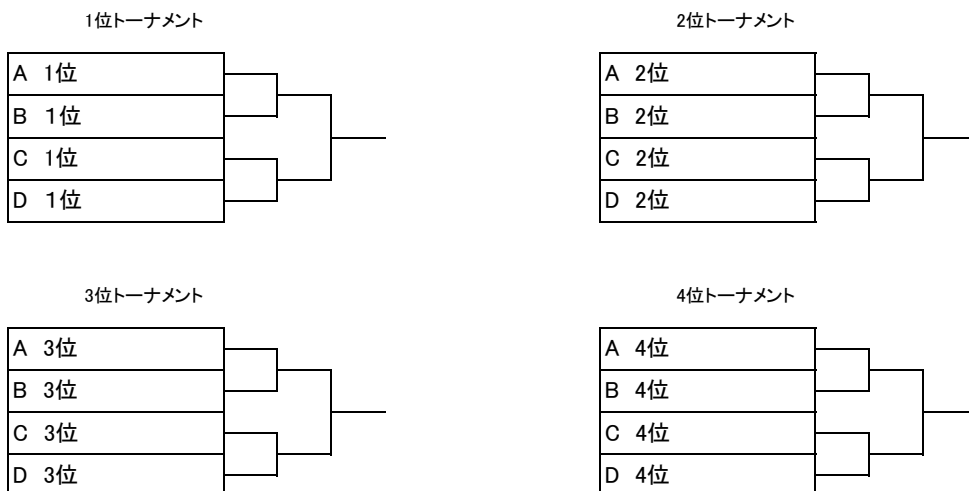 1位トーナメント
A 1位
B 1位
C 1位
D 1位
2位トーナメント
A 2位
B 2位
C 2位
D 2位
3位トーナメント
A 3位
B 3位
C 3位
D 3位
4位トーナメント
A 4位
B 4位
C 4位
D 4位